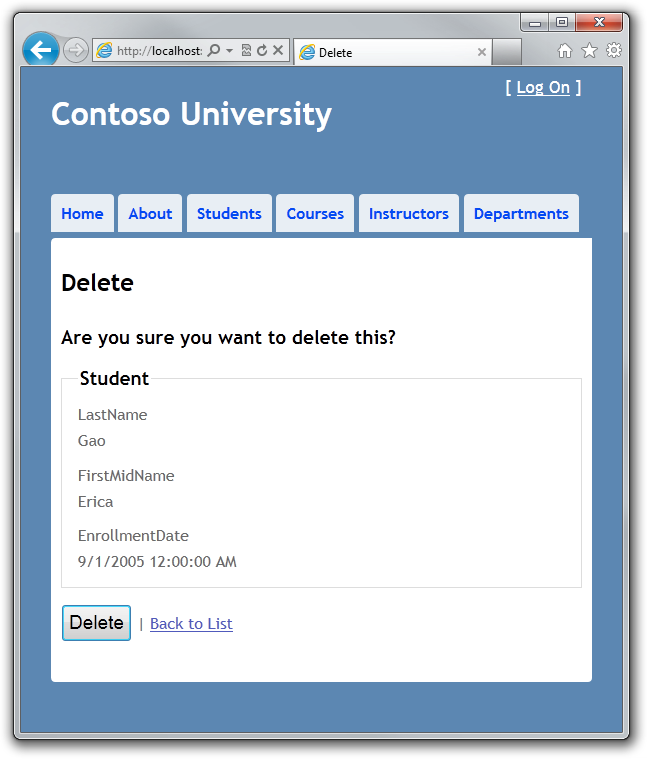 http://localhost:
Delete
[ Log On ]
Contoso University
Home About Students Courses Instructors Departments
Delete
Are you sure you want to delete this?
Student
LastName
Gao
FirstMidName
Erica
EnrollmentDate
9/1/2005 12:00:00 AM
Delete | Back to List